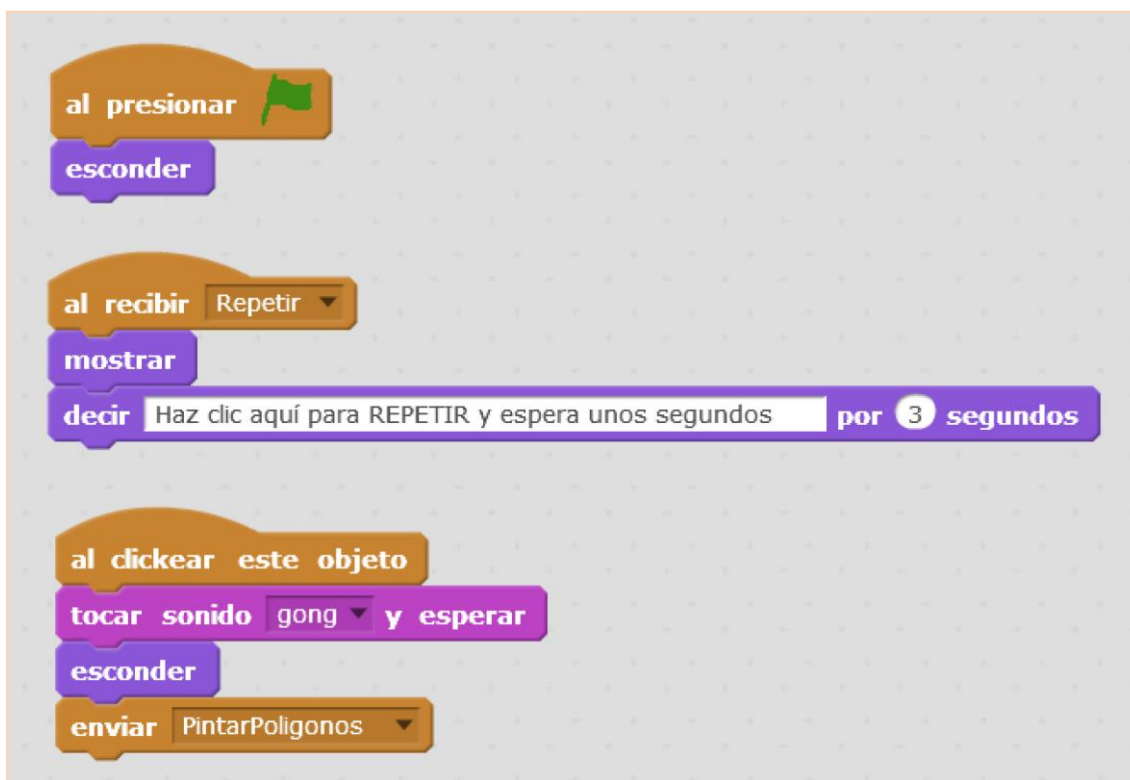 al presionar
esconder
al recibir Repetir
mostrar
decir Haz clic aquí para REPETIR y espera unos segundos por 3 segundos
al clickear este objeto
tocar sonido gong y esperar
esconder
enviar PintarPoligonos